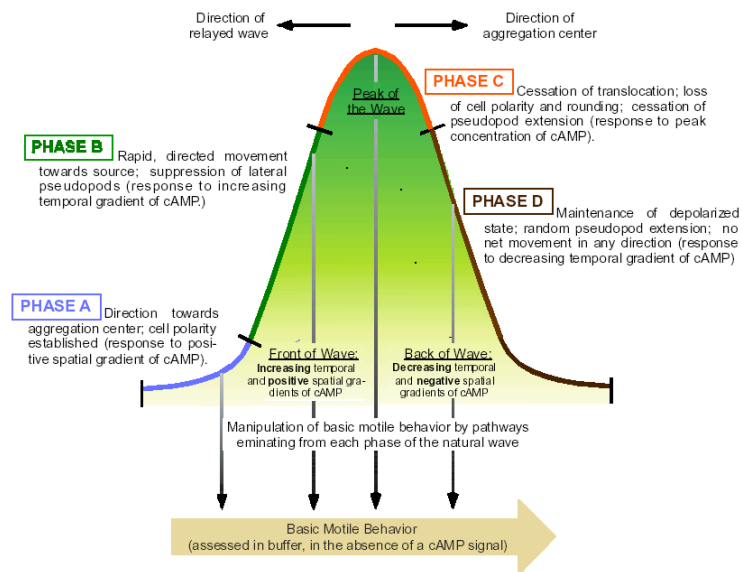 Direction of
relayed wave
Direction of
aggregation center
Peak of
the Wave
PHASE C
Cessation of translocation; loss
of cell polarity and rounding; cessation of
pseudopod extension (response to peak
concentration of cAMP).
PHASE B
Rapid, directed movement
towards source; suppression of lateral
pseudopods (response to increasing
temporal gradient of cAMP.)
PHASE D
Maintenance of depolarized
state; random pseudopod extension; no
net movement in any direction (response
to decreasing temporal gradient of cAMP)
PHASE A
Direction towards
aggregation center; cell polarity
established (response to posi-
tive spatial gradient of cAMP).
Front of Wave:
Increasing temporal
and positive spatial gra-
dients of cAMP
Back of Wave:
Decreasing temporal
and negative spatial
gradients of cAMP
Manipulation of basic motile behavior by pathways
eminating from each phase of the natural wave
Basic Motile Behavior
(assessed in buffer, in the absence of a cAMP signal)